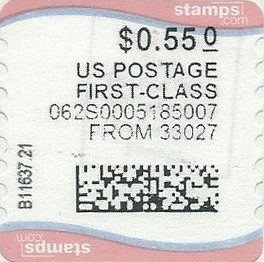 stamps
.com
$0.550
US POSTAGE
FIRST-CLASS
062S0005185007
FROM 33027
B11637.21
stamps
.com